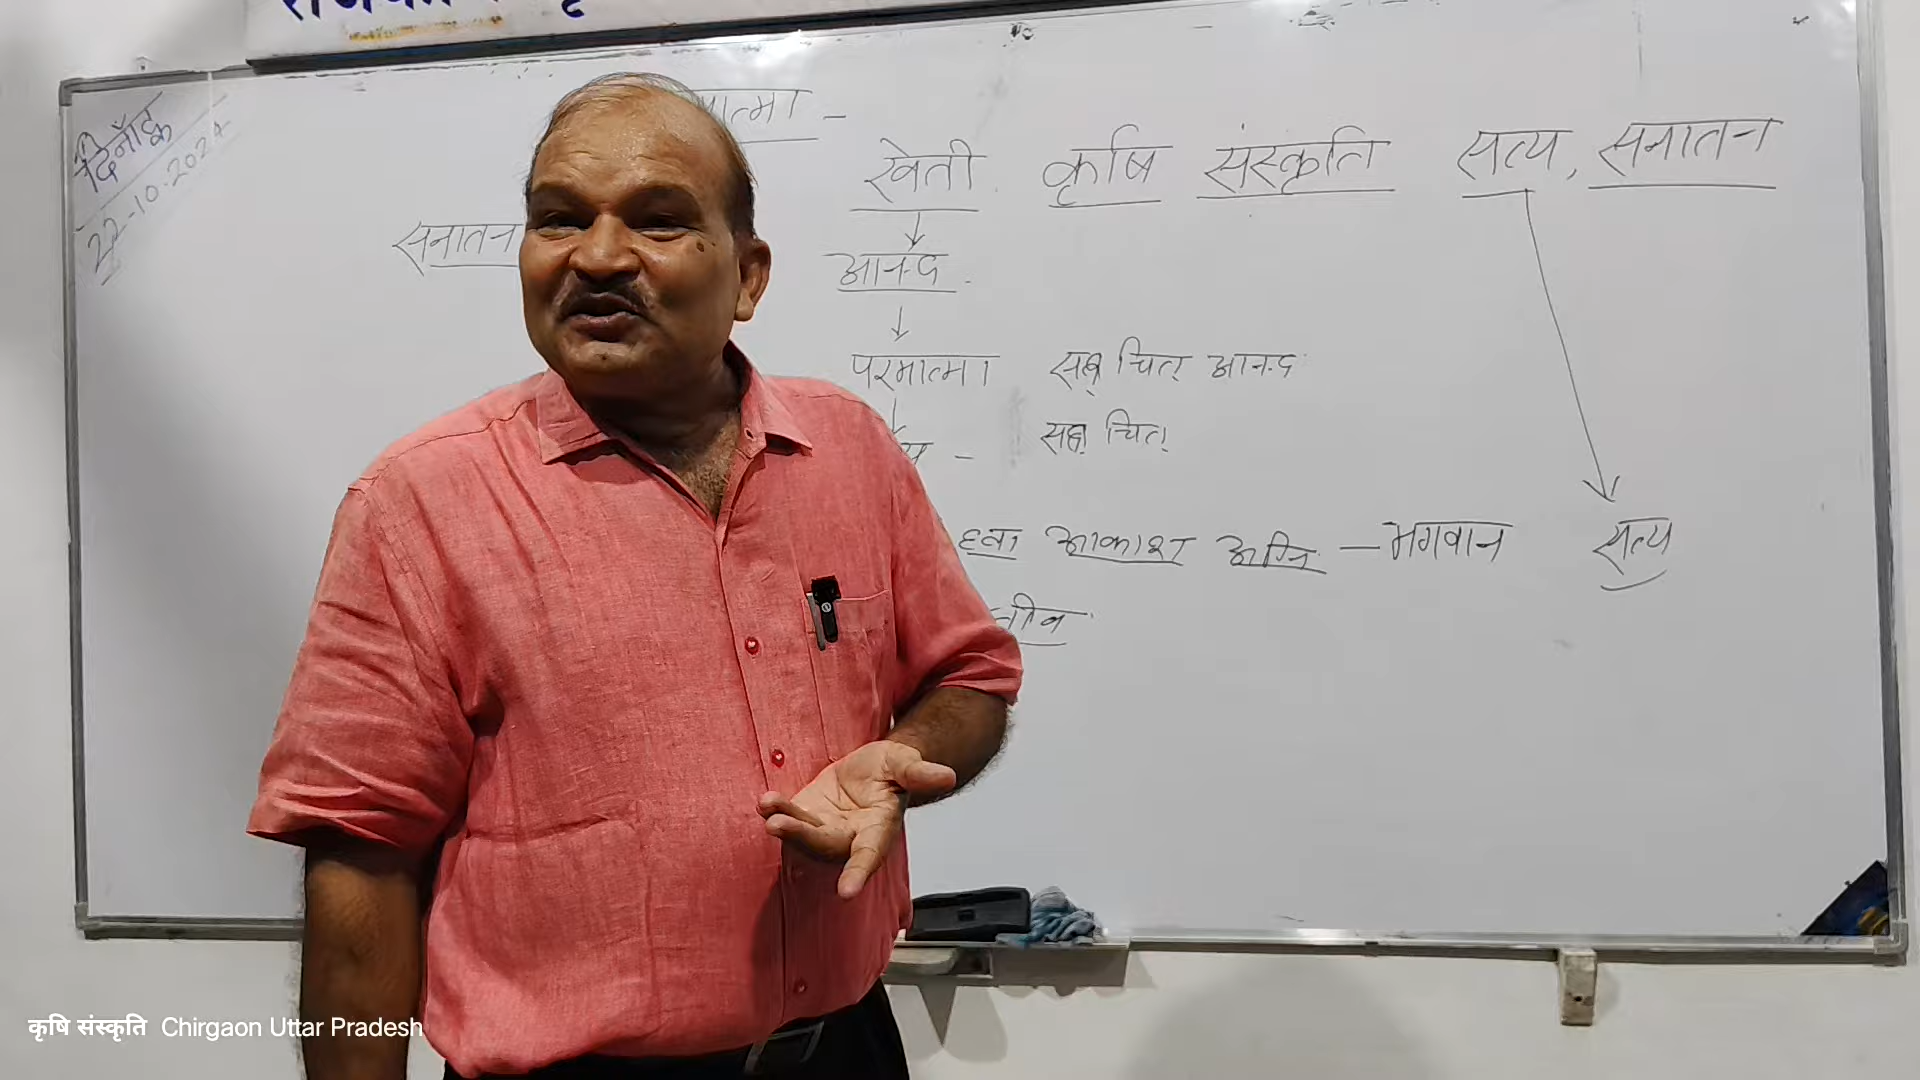 दिनाँक
22-10-2024
खेती कृषि संस्कृति सत्य, सनातन
सनातन
आनन्द
परमात्मा सत् चित् आनन्द
सत् चित्
हवा आकाश अग्नि — भगवान सत्य
कृषि संस्कृति Chirgaon Uttar Pradesh